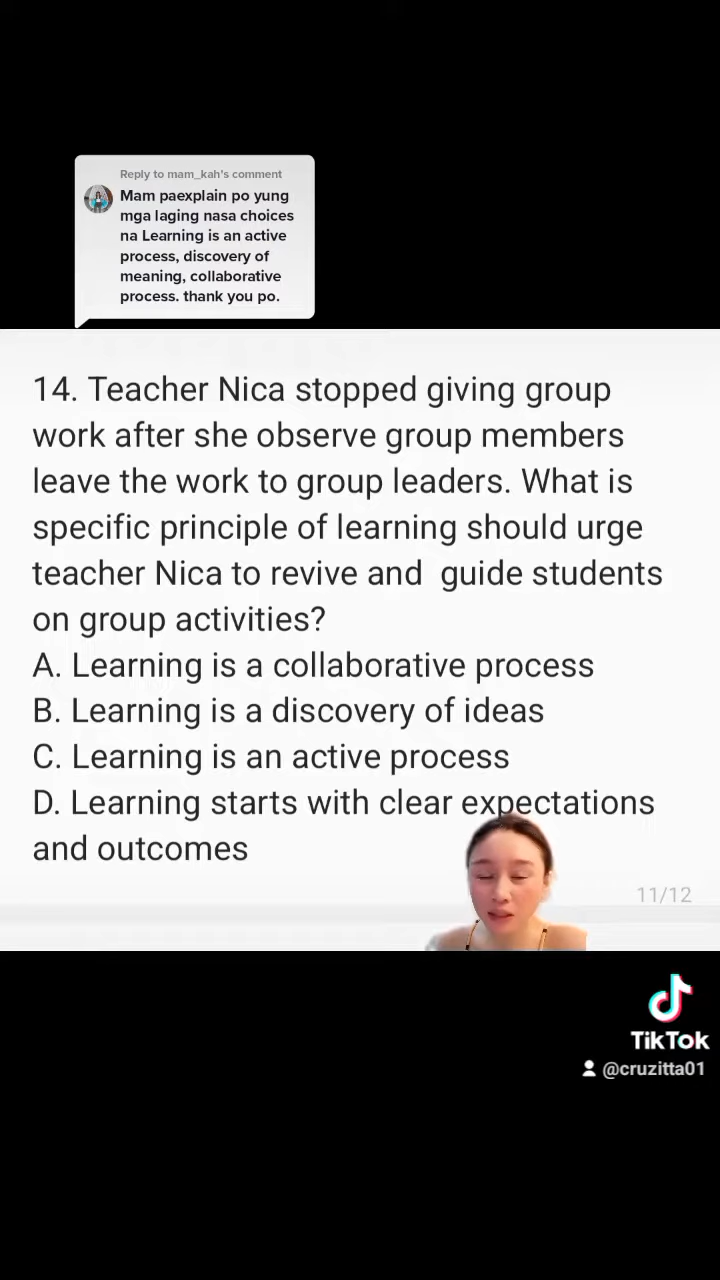 Reply to mam_kah's comment
Mam paexplain po yung
mga laging nasa choices
na Learning is an active
process, discovery of
meaning, collaborative
process. thank you po.
14. Teacher Nica stopped giving group
work after she observe group members
leave the work to group leaders. What is
specific principle of learning should urge
teacher Nica to revive and  guide students
on group activities?
A. Learning is a collaborative process
B. Learning is a discovery of ideas
C. Learning is an active process
D. Learning starts with clear expectations
and outcomes
11/12
TikTok
@cruzitta01